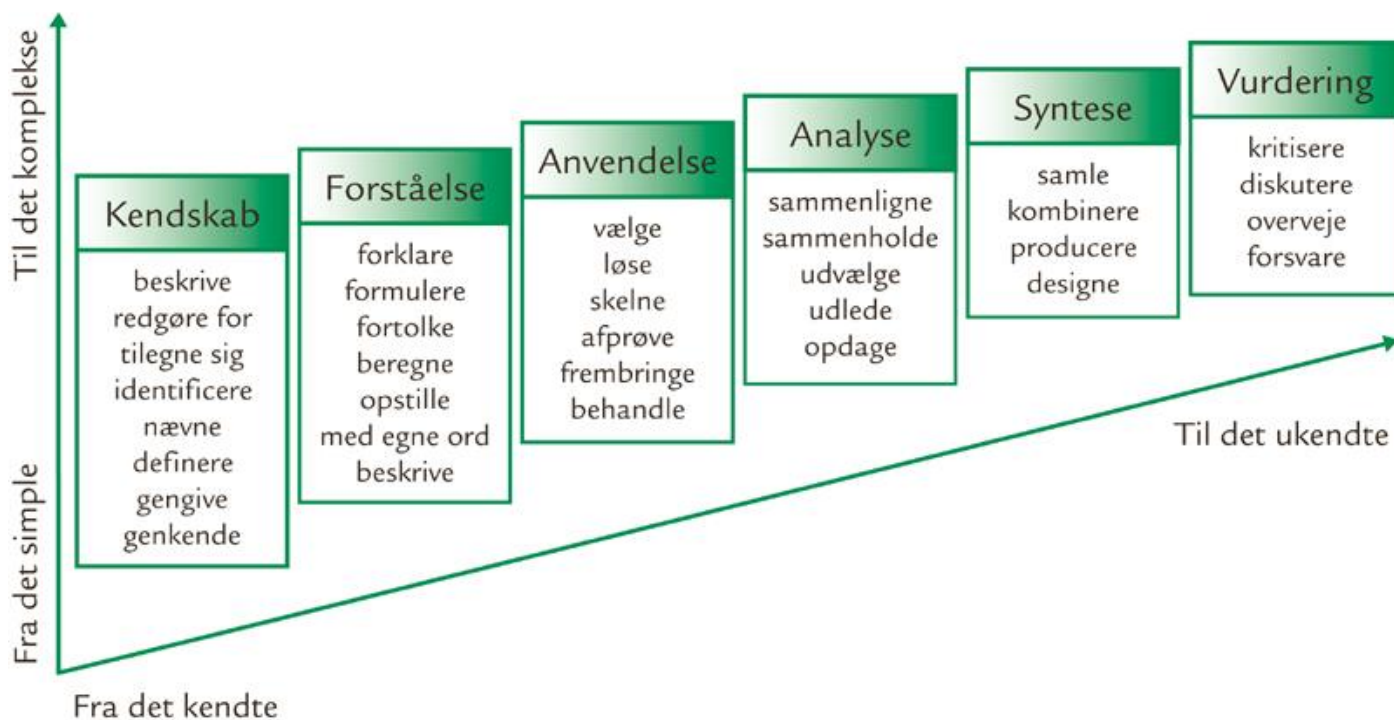 Til det komplekse
Fra det simple
Kendskab
beskrive
redgøre for
tilegne sig
identificere
nævne
definere
gengive
genkende
Forståelse
forklare
formulere
fortolke
beregne
opstille
med egne ord
beskrive
Anvendelse
vælge
løse
skelne
afprøve
frembringe
behandle
Analyse
sammenligne
sammenholde
udvælge
udlede
opdage
Syntese
samle
kombinere
producere
designe
Vurdering
kritisere
diskutere
overveje
forsvare
Til det ukendte
Fra det kendte